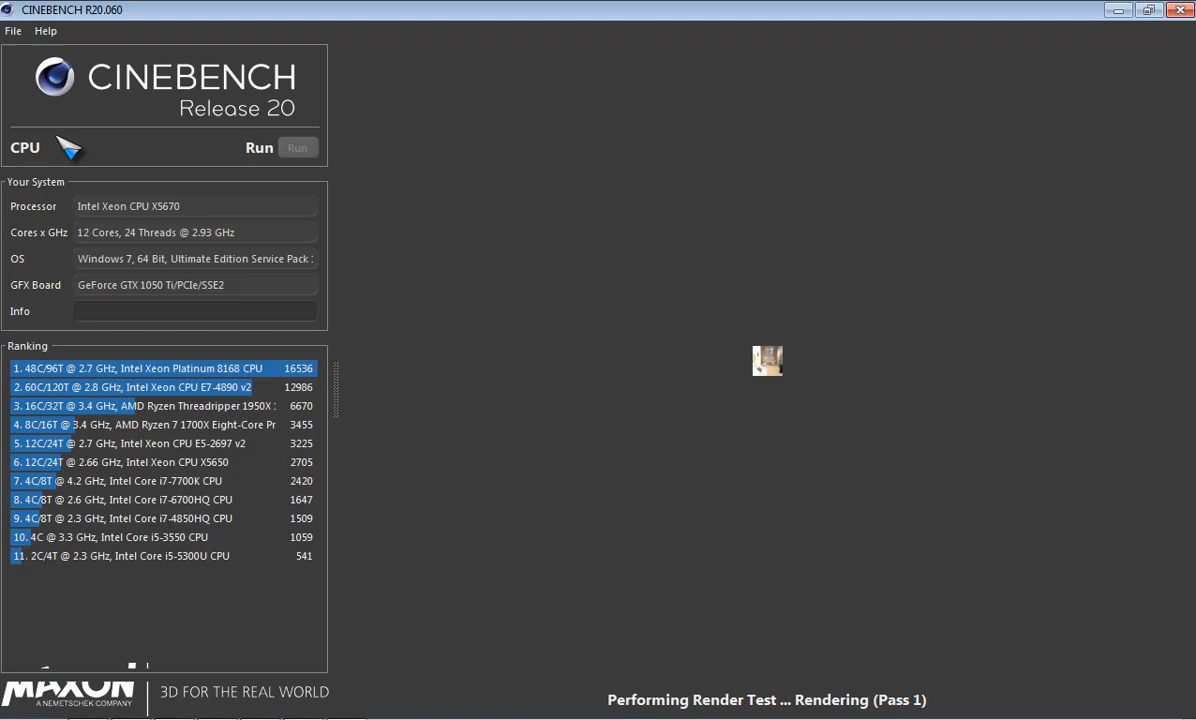 CINEBENCH R20.060
File Help
CINEBENCH
Release 20
CPU Run Run
Your System
Processor Intel Xeon CPU X5670
Cores x GHz 12 Cores, 24 Threads @ 2.93 GHz
OS Windows 7, 64 Bit, Ultimate Edition Service Pack
GFX Board GeForce GTX 1050 Ti/PCIe/SSE2
Info
Ranking
1. 48C/96T @ 2.7 GHz, Intel Xeon Platinum 8168 CPU 16536
2. 60C/120T @ 2.8 GHz, Intel Xeon CPU E7-4890 v2 12986
3. 16C/32T @ 3.4 GHz, AMD Ryzen Threadripper 1950X 6670
4. 8C/16T @ 3.4 GHz, AMD Ryzen 7 1700X Eight-Core Pr 3455
5. 12C/24T @ 2.7 GHz, Intel Xeon CPU E5-2697 v2 3225
6. 12C/24T @ 2.66 GHz, Intel Xeon CPU X5650 2705
7. 4C/8T @ 4.2 GHz, Intel Core i7-7700K CPU 2420
8. 4C/8T @ 2.6 GHz, Intel Core i7-6700HQ CPU 1647
9. 4C/8T @ 2.3 GHz, Intel Core i7-4850HQ CPU 1509
10. 4C @ 3.3 GHz, Intel Core i5-3550 CPU 1059
11. 2C/4T @ 2.3 GHz, Intel Core i5-5300U CPU 541
MAXON
A NEMETSCHEK COMPANY
3D FOR THE REAL WORLD
Performing Render Test ... Rendering (Pass 1)